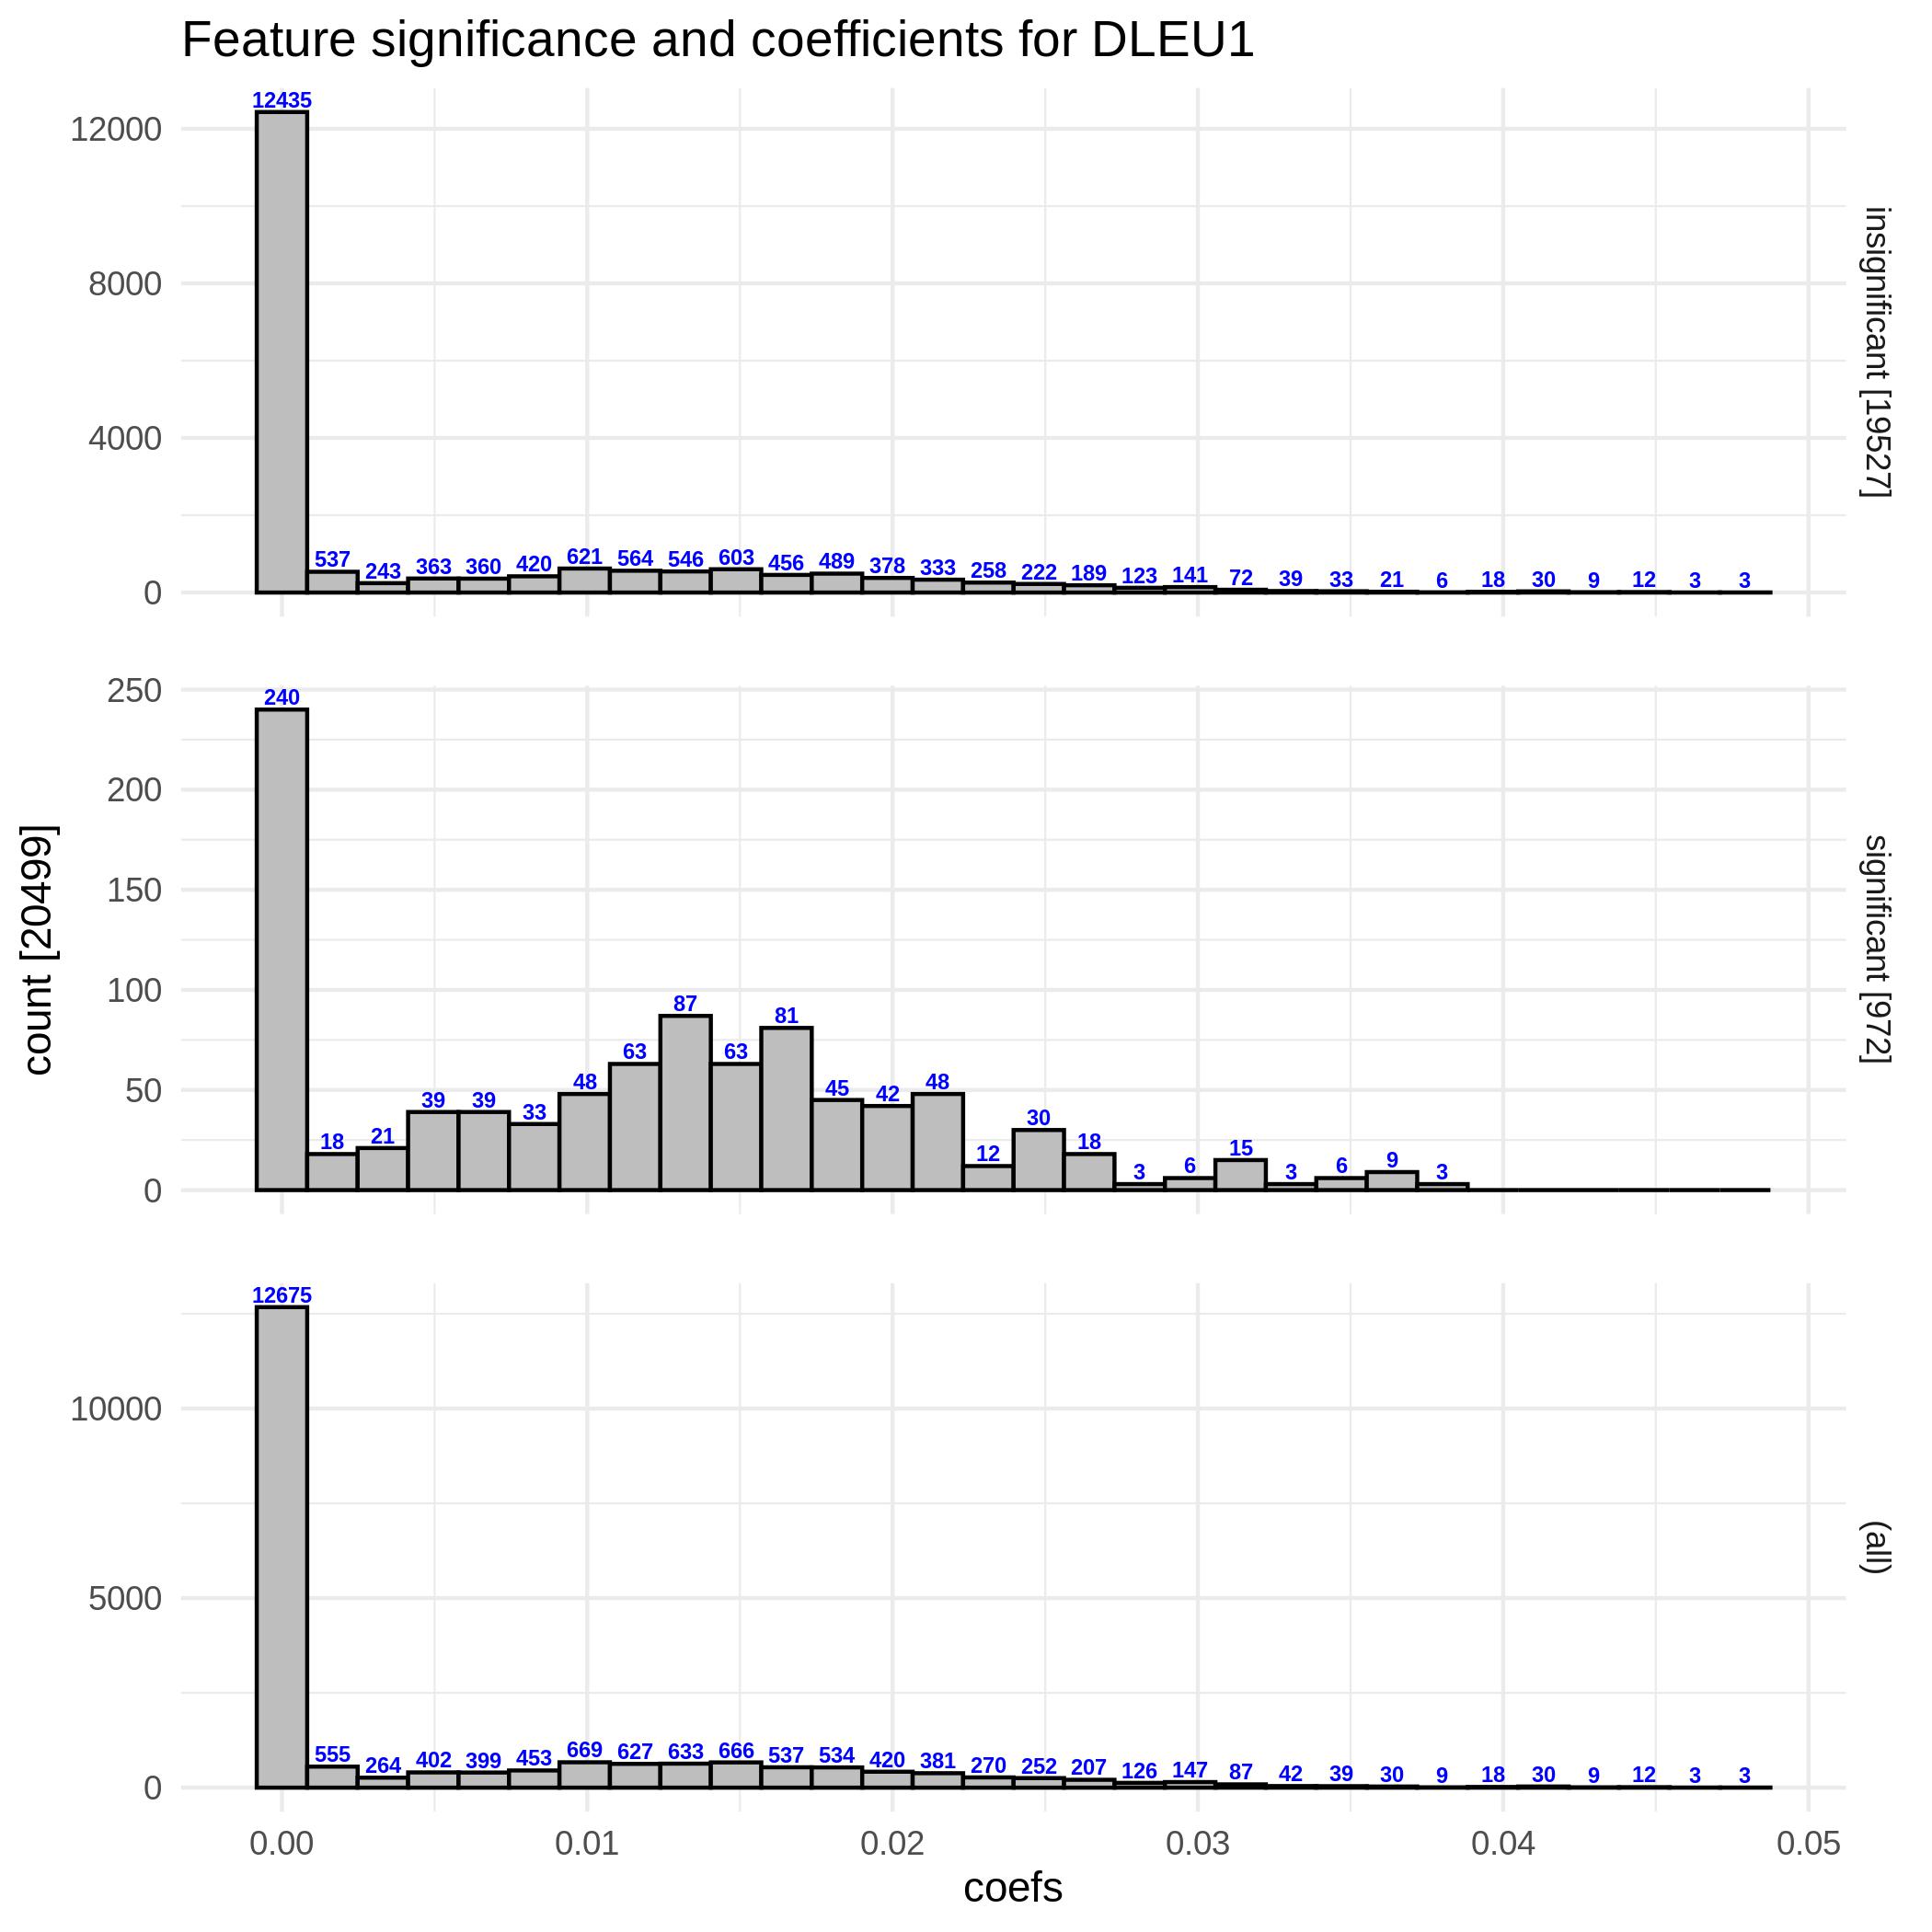 Feature significance and coefficients for DLEU1
12435
12000
8000
4000
0
537 243 363 360 420 621 564 546 603 456 489 378 333 258 222 189 123 141 72 39 33 21 6 18 30 9 12 3 3
insignificant [19527]
count [20499]
250
200
150
100
50
0
240 18 21 39 39 33 48 63 87 63 81 45 42 48 12 30 18 3 6 15 3 6 9 3
significant [972]
12675
10000
5000
0
555 264 402 399 453 669 627 633 666 537 534 420 381 270 252 207 126 147 87 42 39 30 9 18 30 9 12 3 3
(all)
0.00 0.01 0.02 0.03 0.04 0.05
coefs